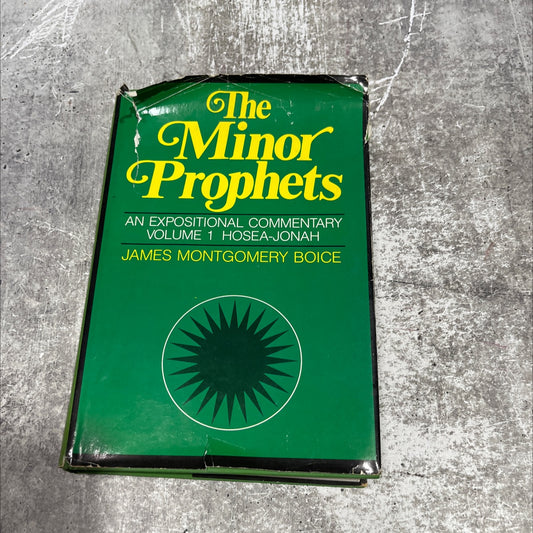 The
Minor
Prophets
AN EXPOSITIONAL COMMENTARY
VOLUME 1 HOSEA-JONAH
JAMES MONTGOMERY BOICE